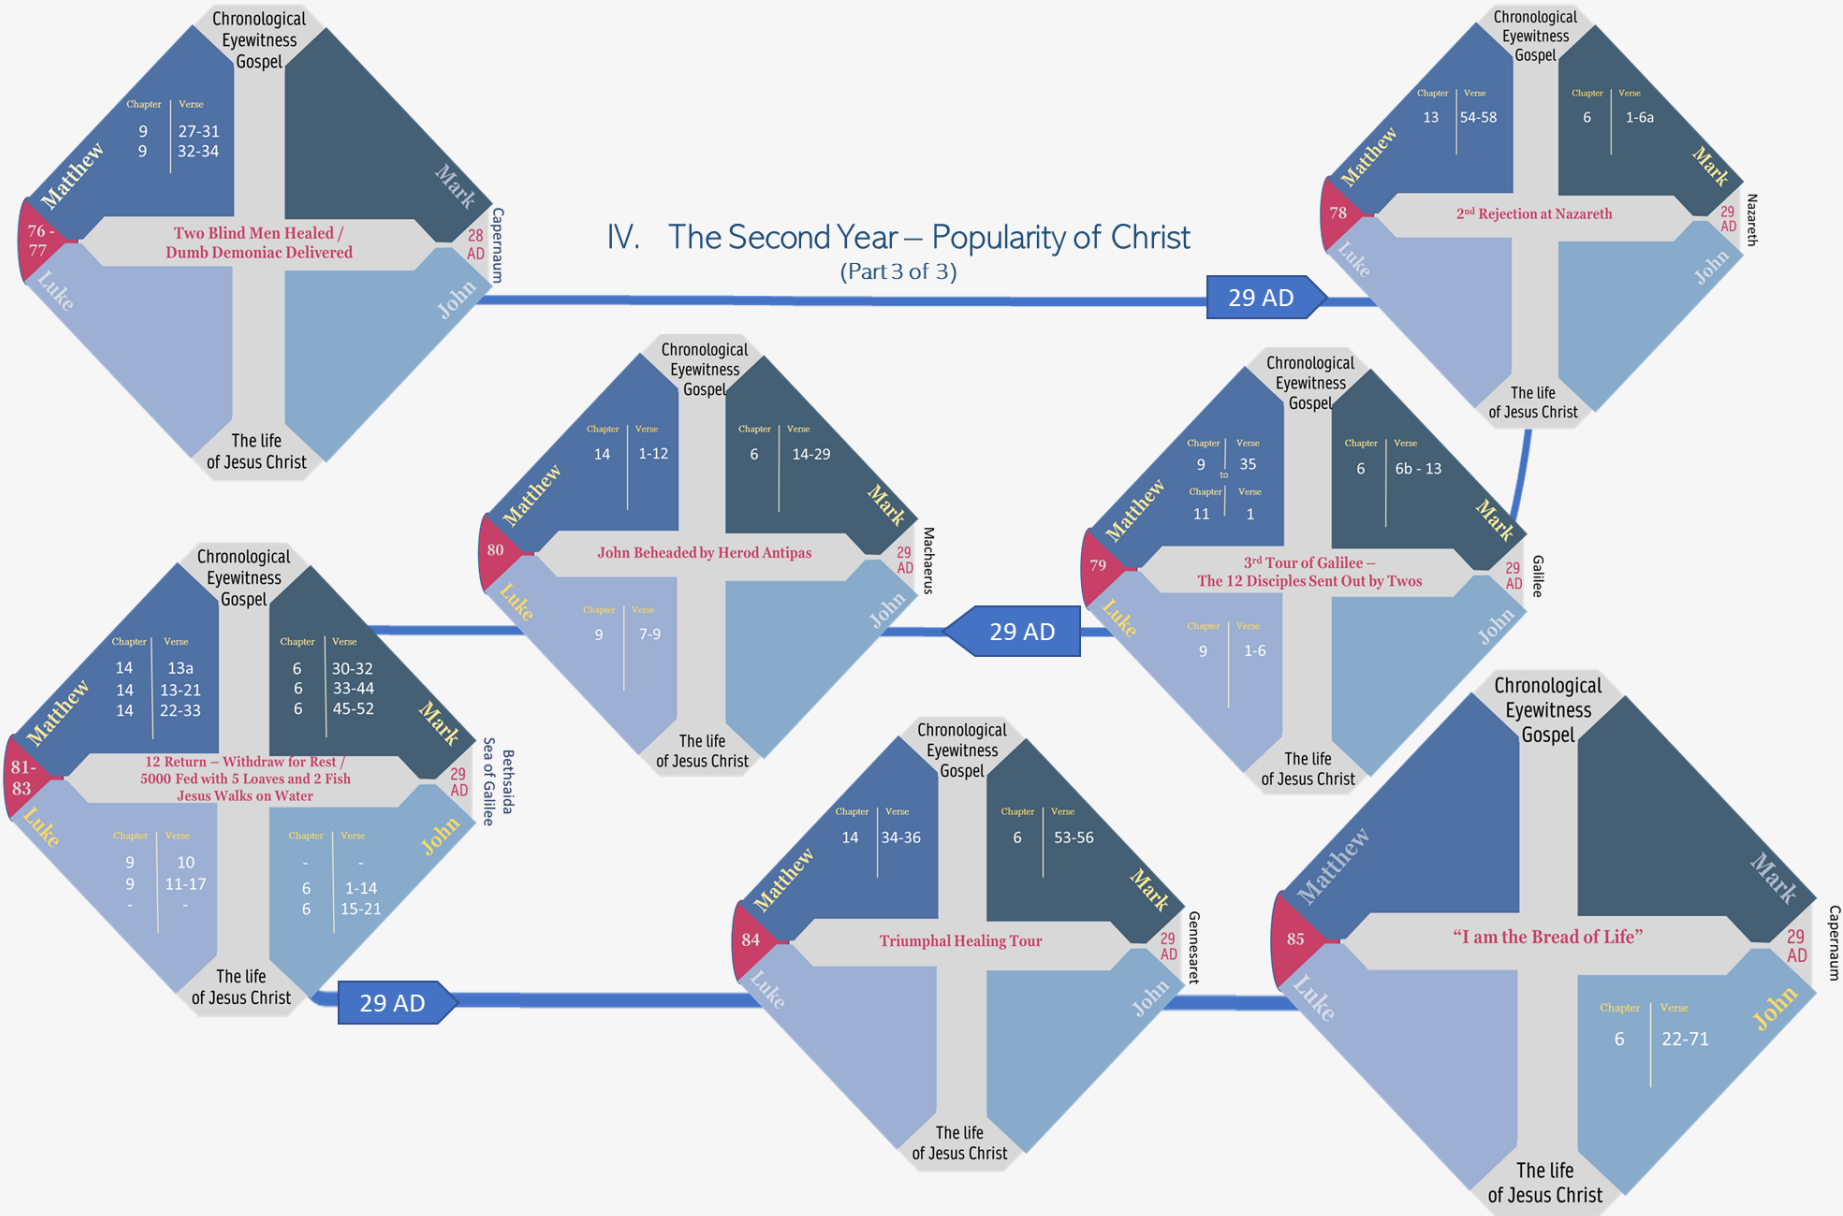 IV. The Second Year – Popularity of Christ
(Part 3 of 3)
Chronological
Eyewitness
Gospel
Chapter Verse
9 27-31
9 32-34
Matthew
Mark
76 -
77
Two Blind Men Healed /
Dumb Demoniac Delivered
28
AD
Capernaum
Luke
John
The life
of Jesus Christ
29 AD
Chronological
Eyewitness
Gospel
Chapter Verse
13 54-58
Chapter Verse
6 1-6a
Matthew
Mark
78
2nd Rejection at Nazareth
29
AD
Nazareth
Luke
John
The life
of Jesus Christ
Chronological
Eyewitness
Gospel
Chapter Verse
9 35
to
Chapter Verse
11 1
Chapter Verse
6 6b - 13
Matthew
Mark
79
3rd Tour of Galilee –
The 12 Disciples Sent Out by Twos
29
AD
Galilee
Luke
John
Chapter Verse
9 1-6
The life
of Jesus Christ
29 AD
Chronological
Eyewitness
Gospel
Chapter Verse
14 1-12
Chapter Verse
6 14-29
Matthew
Mark
80
John Beheaded by Herod Antipas
29
AD
Machaerus
Luke
John
Chapter Verse
9 7-9
The life
of Jesus Christ
Chronological
Eyewitness
Gospel
Chapter Verse
14 13a
14 13-21
14 22-33
Chapter Verse
6 30-32
6 33-44
6 45-52
Matthew
Mark
81-
83
12 Return – Withdraw for Rest /
5000 Fed with 5 Loaves and 2 Fish
Jesus Walks on Water
29
AD
Bethsaida
Sea of Galilee
Luke
John
Chapter Verse
9 10
9 11-17
- -
Chapter Verse
- -
6 1-14
6 15-21
The life
of Jesus Christ
29 AD
Chronological
Eyewitness
Gospel
Chapter Verse
14 34-36
Chapter Verse
6 53-56
Matthew
Mark
84
Triumphal Healing Tour
29
AD
Gennesaret
Luke
John
The life
of Jesus Christ
Chronological
Eyewitness
Gospel
Matthew
Mark
85
“I am the Bread of Life”
29
AD
Capernaum
Luke
John
Chapter Verse
6 22-71
The life
of Jesus Christ